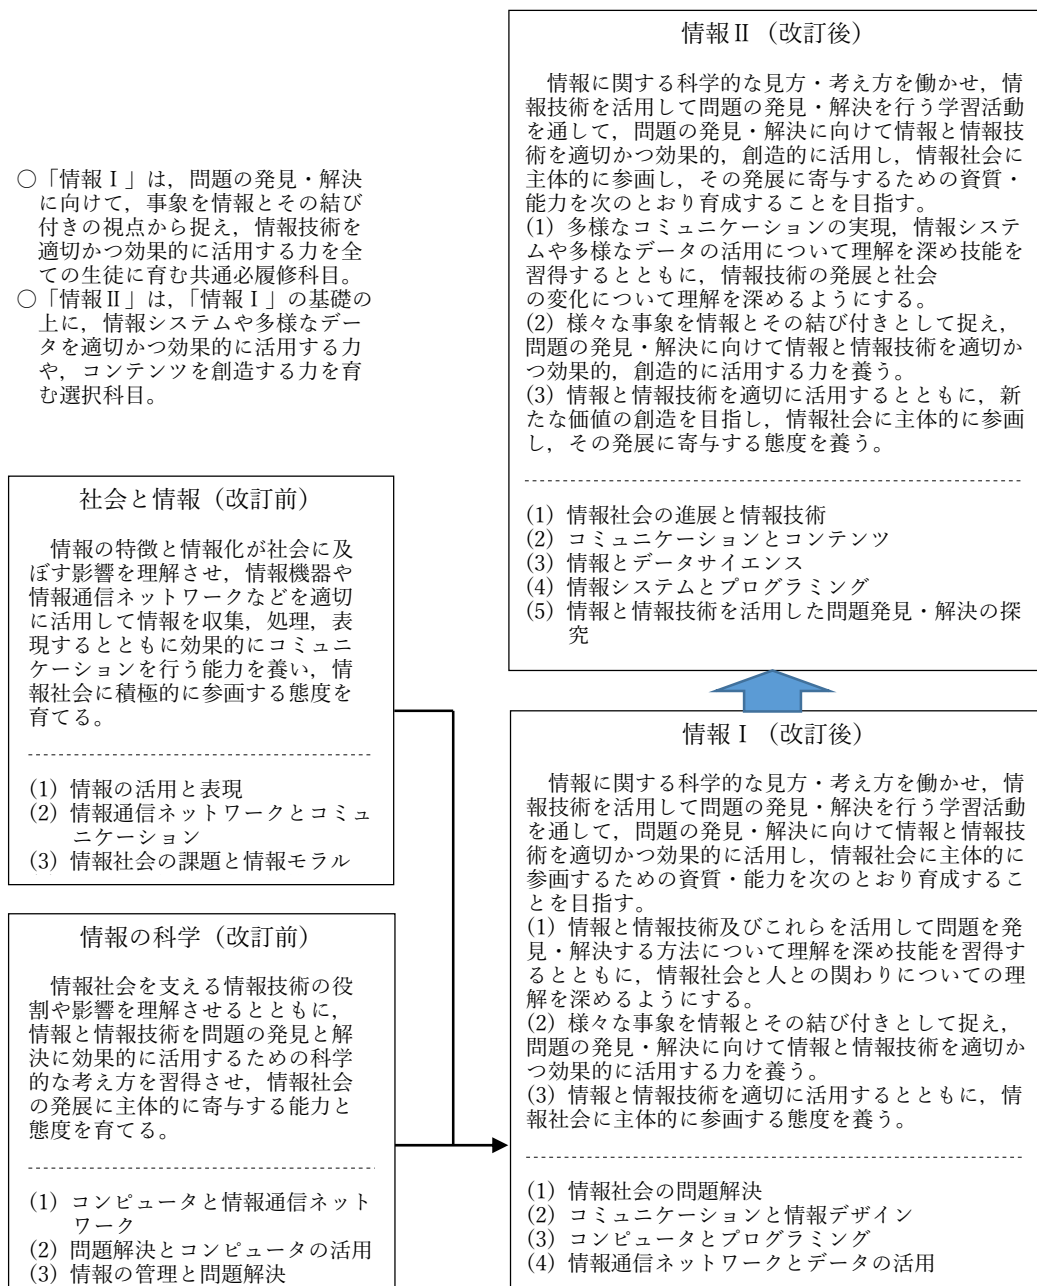 ○「情報Ⅰ」は，問題の発見・解決
に向けて，事象を情報とその結び
付きの視点から捉え，情報技術を
適切かつ効果的に活用する力を全
ての生徒に育む共通必履修科目。
○「情報Ⅱ」は，「情報Ⅰ」の基礎の
上に，情報システムや多様なデー
タを適切かつ効果的に活用する力
や，コンテンツを創造する力を育
む選択科目。
情報Ⅱ（改訂後）
情報に関する科学的な見方・考え方を働かせ，情
報技術を活用して問題の発見・解決を行う学習活動
を通して，問題の発見・解決に向けて情報と情報技
術を適切かつ効果的，創造的に活用し，情報社会に
主体的に参画し，その発展に寄与するための資質・
能力を次のとおり育成することを目指す。
(1) 多様なコミュニケーションの実現，情報システ
ムや多様なデータの活用について理解を深め技能を
習得するとともに，情報技術の発展と社会
の変化について理解を深めるようにする。
(2) 様々な事象を情報とその結び付きとして捉え，
問題の発見・解決に向けて情報と情報技術を適切か
つ効果的，創造的に活用する力を養う。
(3) 情報と情報技術を適切に活用するとともに，新
たな価値の創造を目指し，情報社会に主体的に参画
し，その発展に寄与する態度を養う。
(1) 情報社会の進展と情報技術
(2) コミュニケーションとコンテンツ
(3) 情報とデータサイエンス
(4) 情報システムとプログラミング
(5) 情報と情報技術を活用した問題発見・解決の探
究
社会と情報（改訂前）
情報の特徴と情報化が社会に及
ぼす影響を理解させ，情報機器や
情報通信ネットワークなどを適切
に活用して情報を収集，処理，表
現するとともに効果的にコミュニ
ケーションを行う能力を養い，情
報社会に積極的に参画する態度を
育てる。
(1) 情報の活用と表現
(2) 情報通信ネットワークとコミュ
ニケーション
(3) 情報社会の課題と情報モラル
情報の科学（改訂前）
情報社会を支える情報技術の役
割や影響を理解させるとともに，
情報と情報技術を問題の発見と解
決に効果的に活用するための科学
的な考え方を習得させ，情報社会
の発展に主体的に寄与する能力と
態度を育てる。
(1) コンピュータと情報通信ネット
ワーク
(2) 問題解決とコンピュータの活用
(3) 情報の管理と問題解決
情報Ⅰ（改訂後）
情報に関する科学的な見方・考え方を働かせ，情
報技術を活用して問題の発見・解決を行う学習活動
を通して，問題の発見・解決に向けて情報と情報技
術を適切かつ効果的に活用し，情報社会に主体的に
参画するための資質・能力を次のとおり育成するこ
とを目指す。
(1) 情報と情報技術及びこれらを活用して問題を発
見・解決する方法について理解を深め技能を習得す
るとともに，情報社会と人との関わりについての理
解を深めるようにする。
(2) 様々な事象を情報とその結び付きとして捉え，
問題の発見・解決に向けて情報と情報技術を適切か
つ効果的に活用する力を養う。
(3) 情報と情報技術を適切に活用するとともに，情
報社会に主体的に参画する態度を養う。
(1) 情報社会の問題解決
(2) コミュニケーションと情報デザイン
(3) コンピュータとプログラミング
(4) 情報通信ネットワークとデータの活用